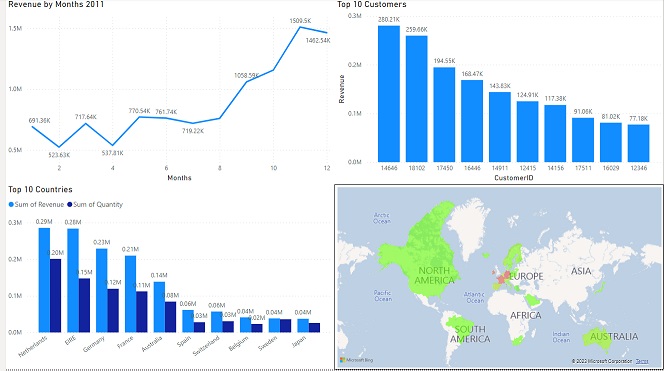 Revenue by Months 2011
1.5M
1.0M
0.5M
691.36K
523.63K
717.64K
537.81K
770.54K
761.74K
719.22K
1058.59K
1509.5K
1462.54K
2 4 6 8 10 12
Months
Top 10 Customers
Revenue
0.3M
0.2M
0.1M
0.0M
280.21K
259.66K
194.55K
168.47K
143.83K
124.91K
117.38K
91.06K
81.02K
77.18K
14646 18102 17450 16446 14911 12415 14156 17511 16029 12346
CustomerID
Top 10 Countries
Sum of Revenue Sum of Quantity
0.3M
0.2M
0.1M
0.0M
0.29M 0.28M 0.23M 0.21M 0.14M 0.06M 0.06M 0.04M 0.04M 0.04M
0.20M 0.15M 0.12M 0.11M 0.08M 0.03M 0.03M 0.02M
Netherlands EIRE Germany France Australia Spain Switzerland Belgium Sweden Japan
Arctic
Ocean
NORTH
AMERICA
EUROPE
ASIA
Pacific
Ocean
Atlantic
Ocean
AFRICA
SOUTH
AMERICA
Indian
Ocean
AUSTRALIA
Microsoft Bing
© 2023 Microsoft Corporation Terms